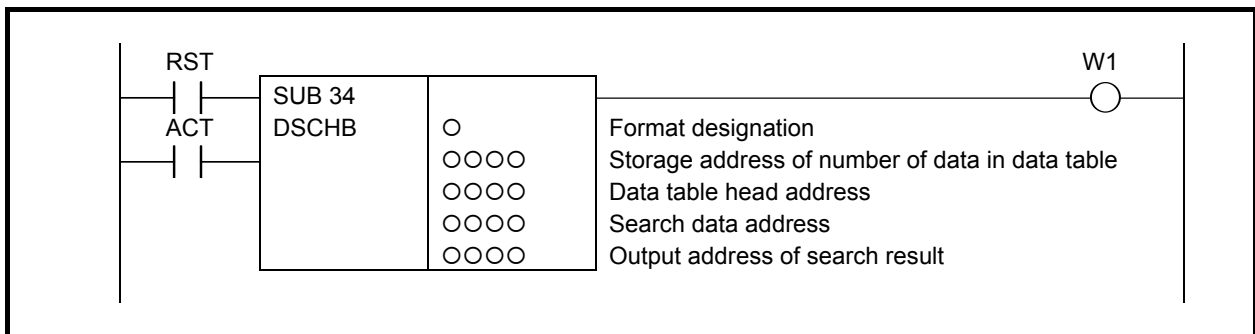 RST
W1
SUB 34
ACT
DSCHB
○ Format designation
○○○○ Storage address of number of data in data table
○○○○ Data table head address
○○○○ Search data address
○○○○ Output address of search result